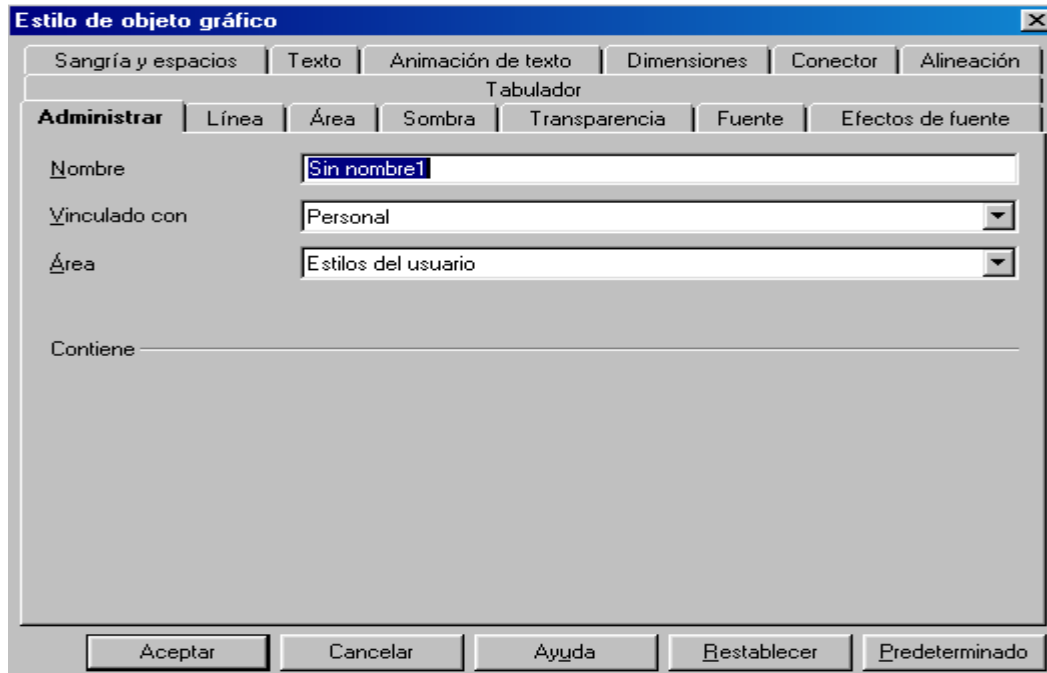 Estilo de objeto gráfico
Sangría y espacios Texto Animación de texto Dimensiones Conector Alineación
Tabulador
Administrar Línea Área Sombra Transparencia Fuente Efectos de fuente
Nombre Sin nombre1
Vinculado con Personal
Área Estilos del usuario
Contiene
Aceptar Cancelar Ayuda Restablecer Predeterminado